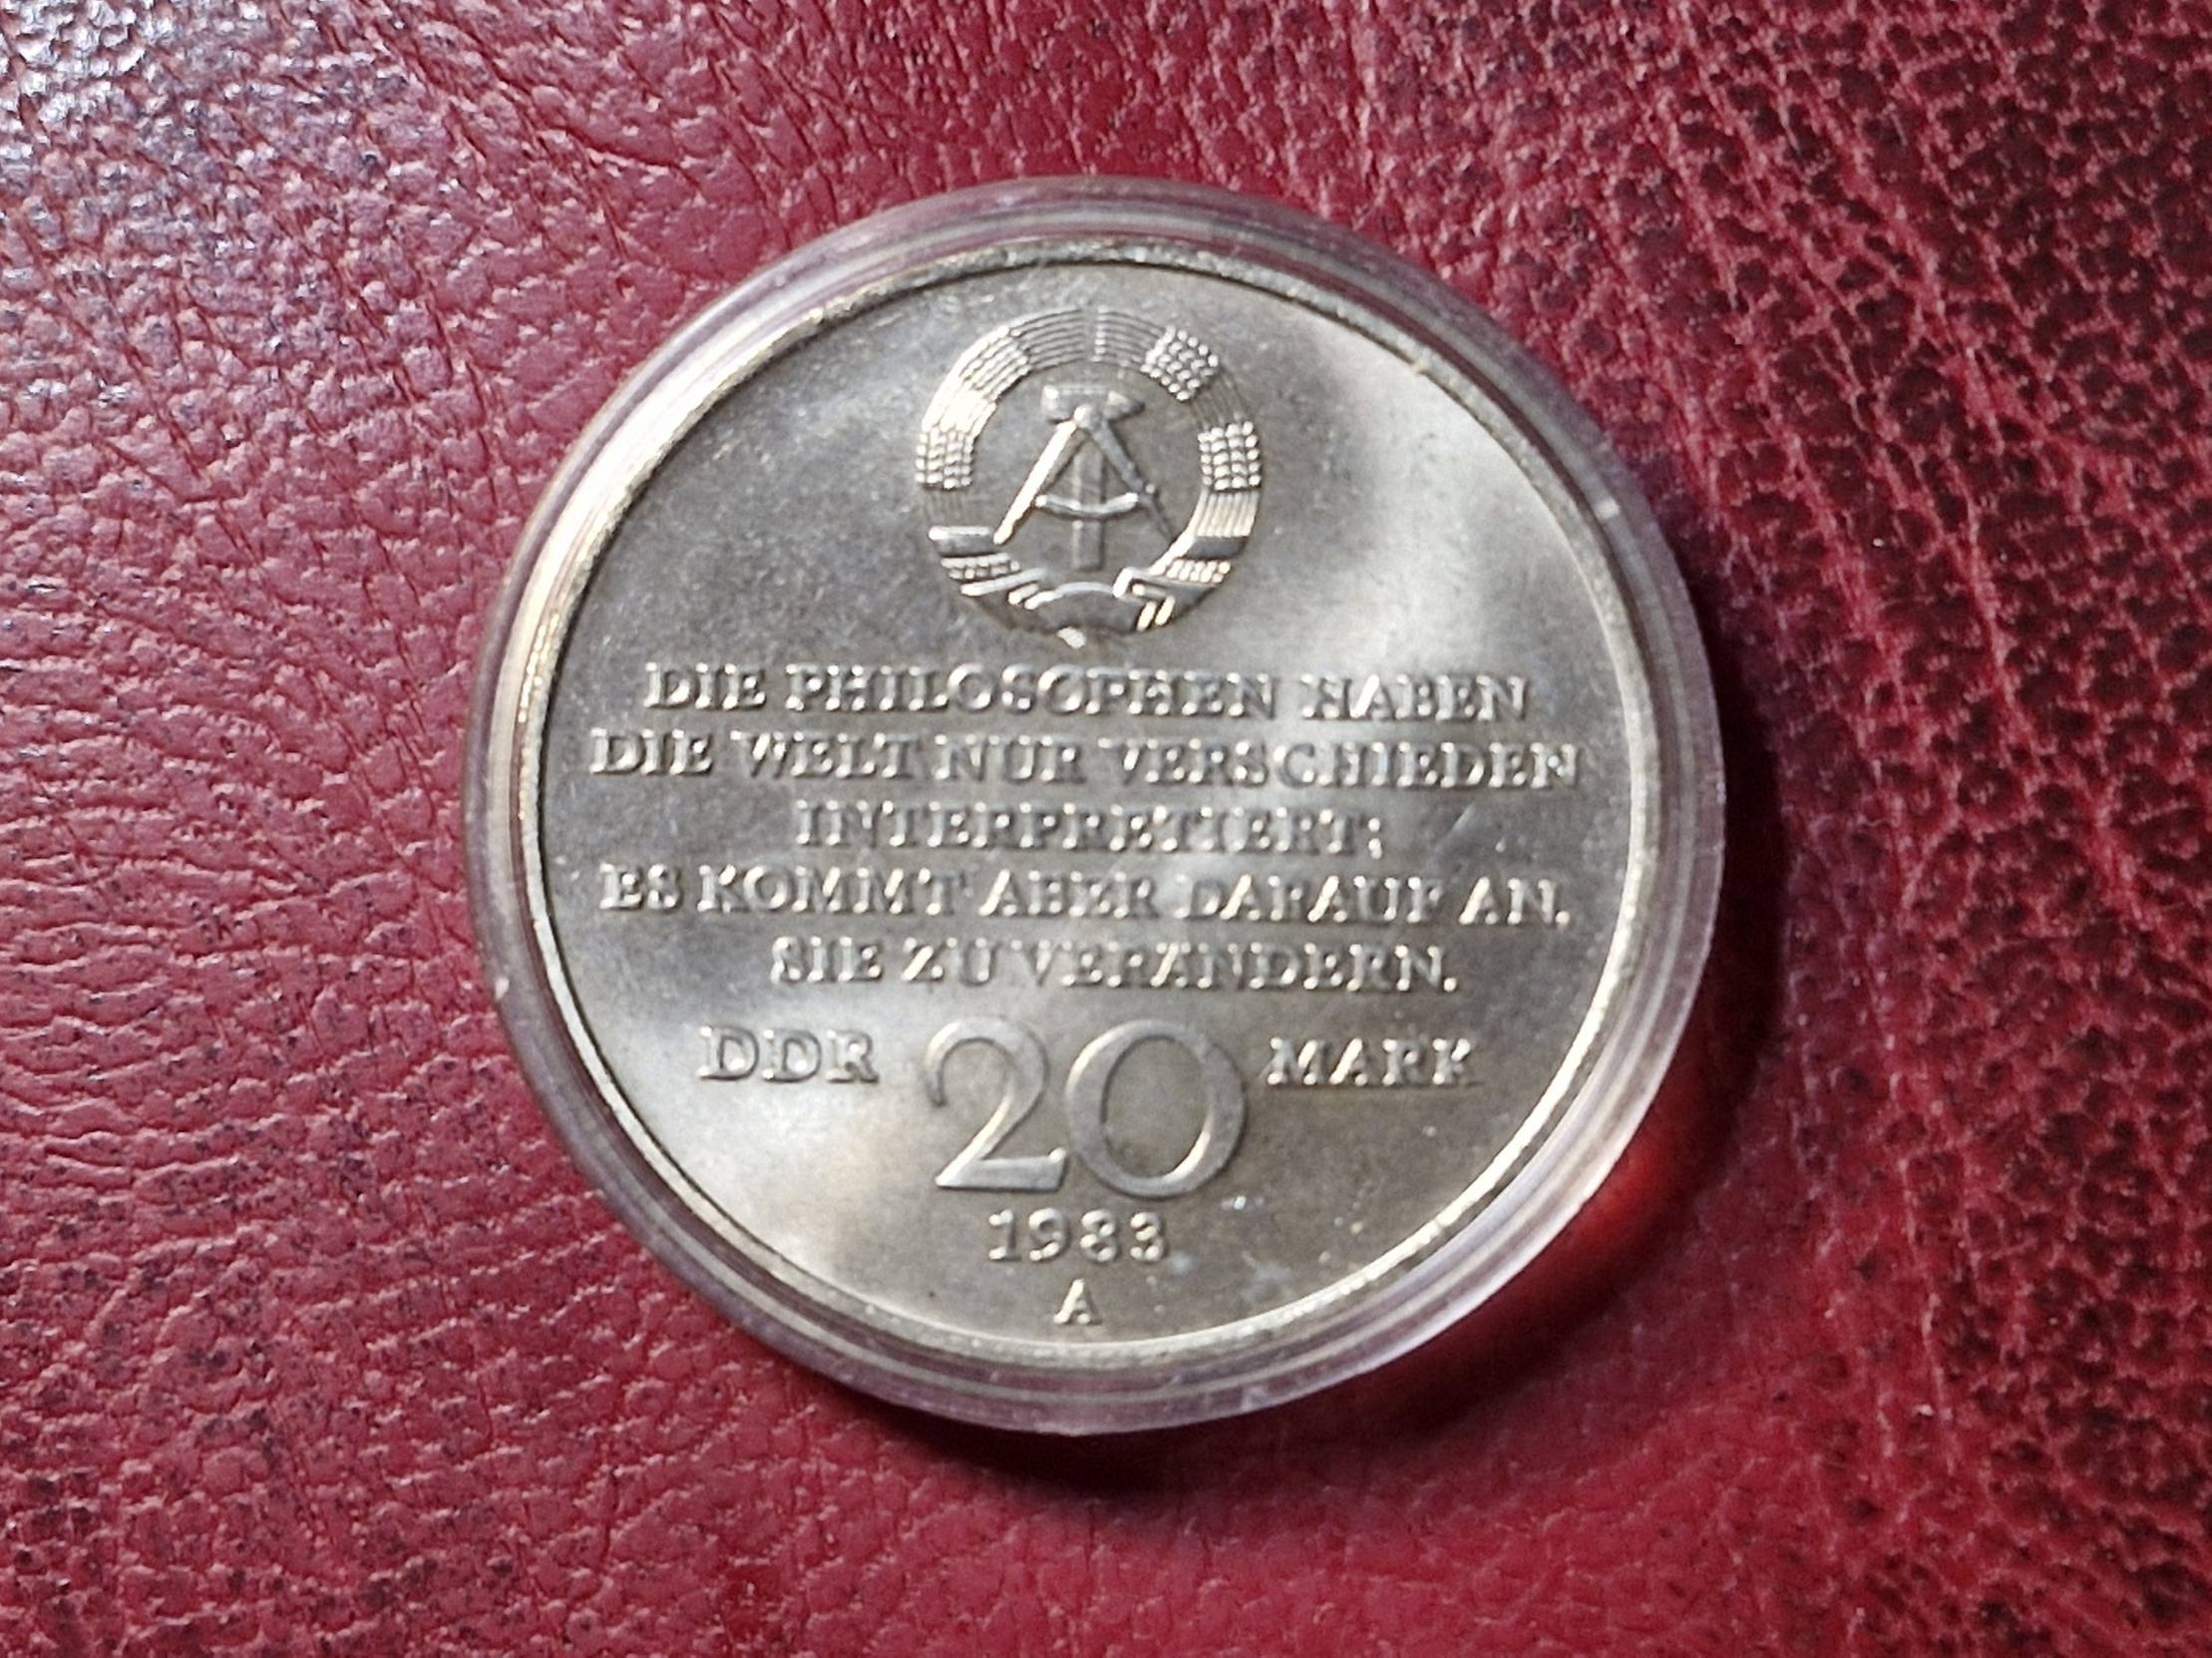 DIE PHILOSOPHEN HABEN
DIE WELT NUR VERSCHIEDEN
INTERPRETIERT;
ES KOMMT ABER DARAUF AN,
SIE ZU VERÄNDERN.
DDR 20 MARK
1983
A